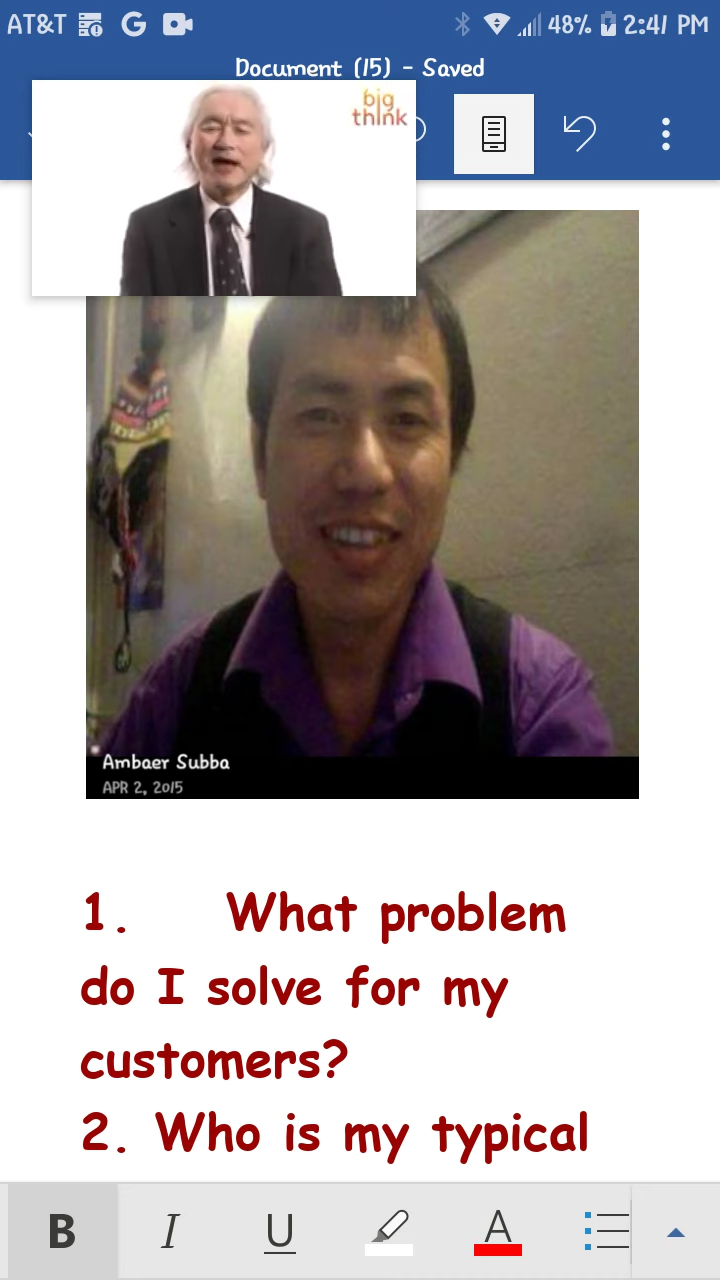 AT&T 48% 2:41 PM
Document (15) - Saved
big
think
Ambaer Subba
APR 2, 2015
1. What problem
do I solve for my
customers?
2. Who is my typical
B I U A